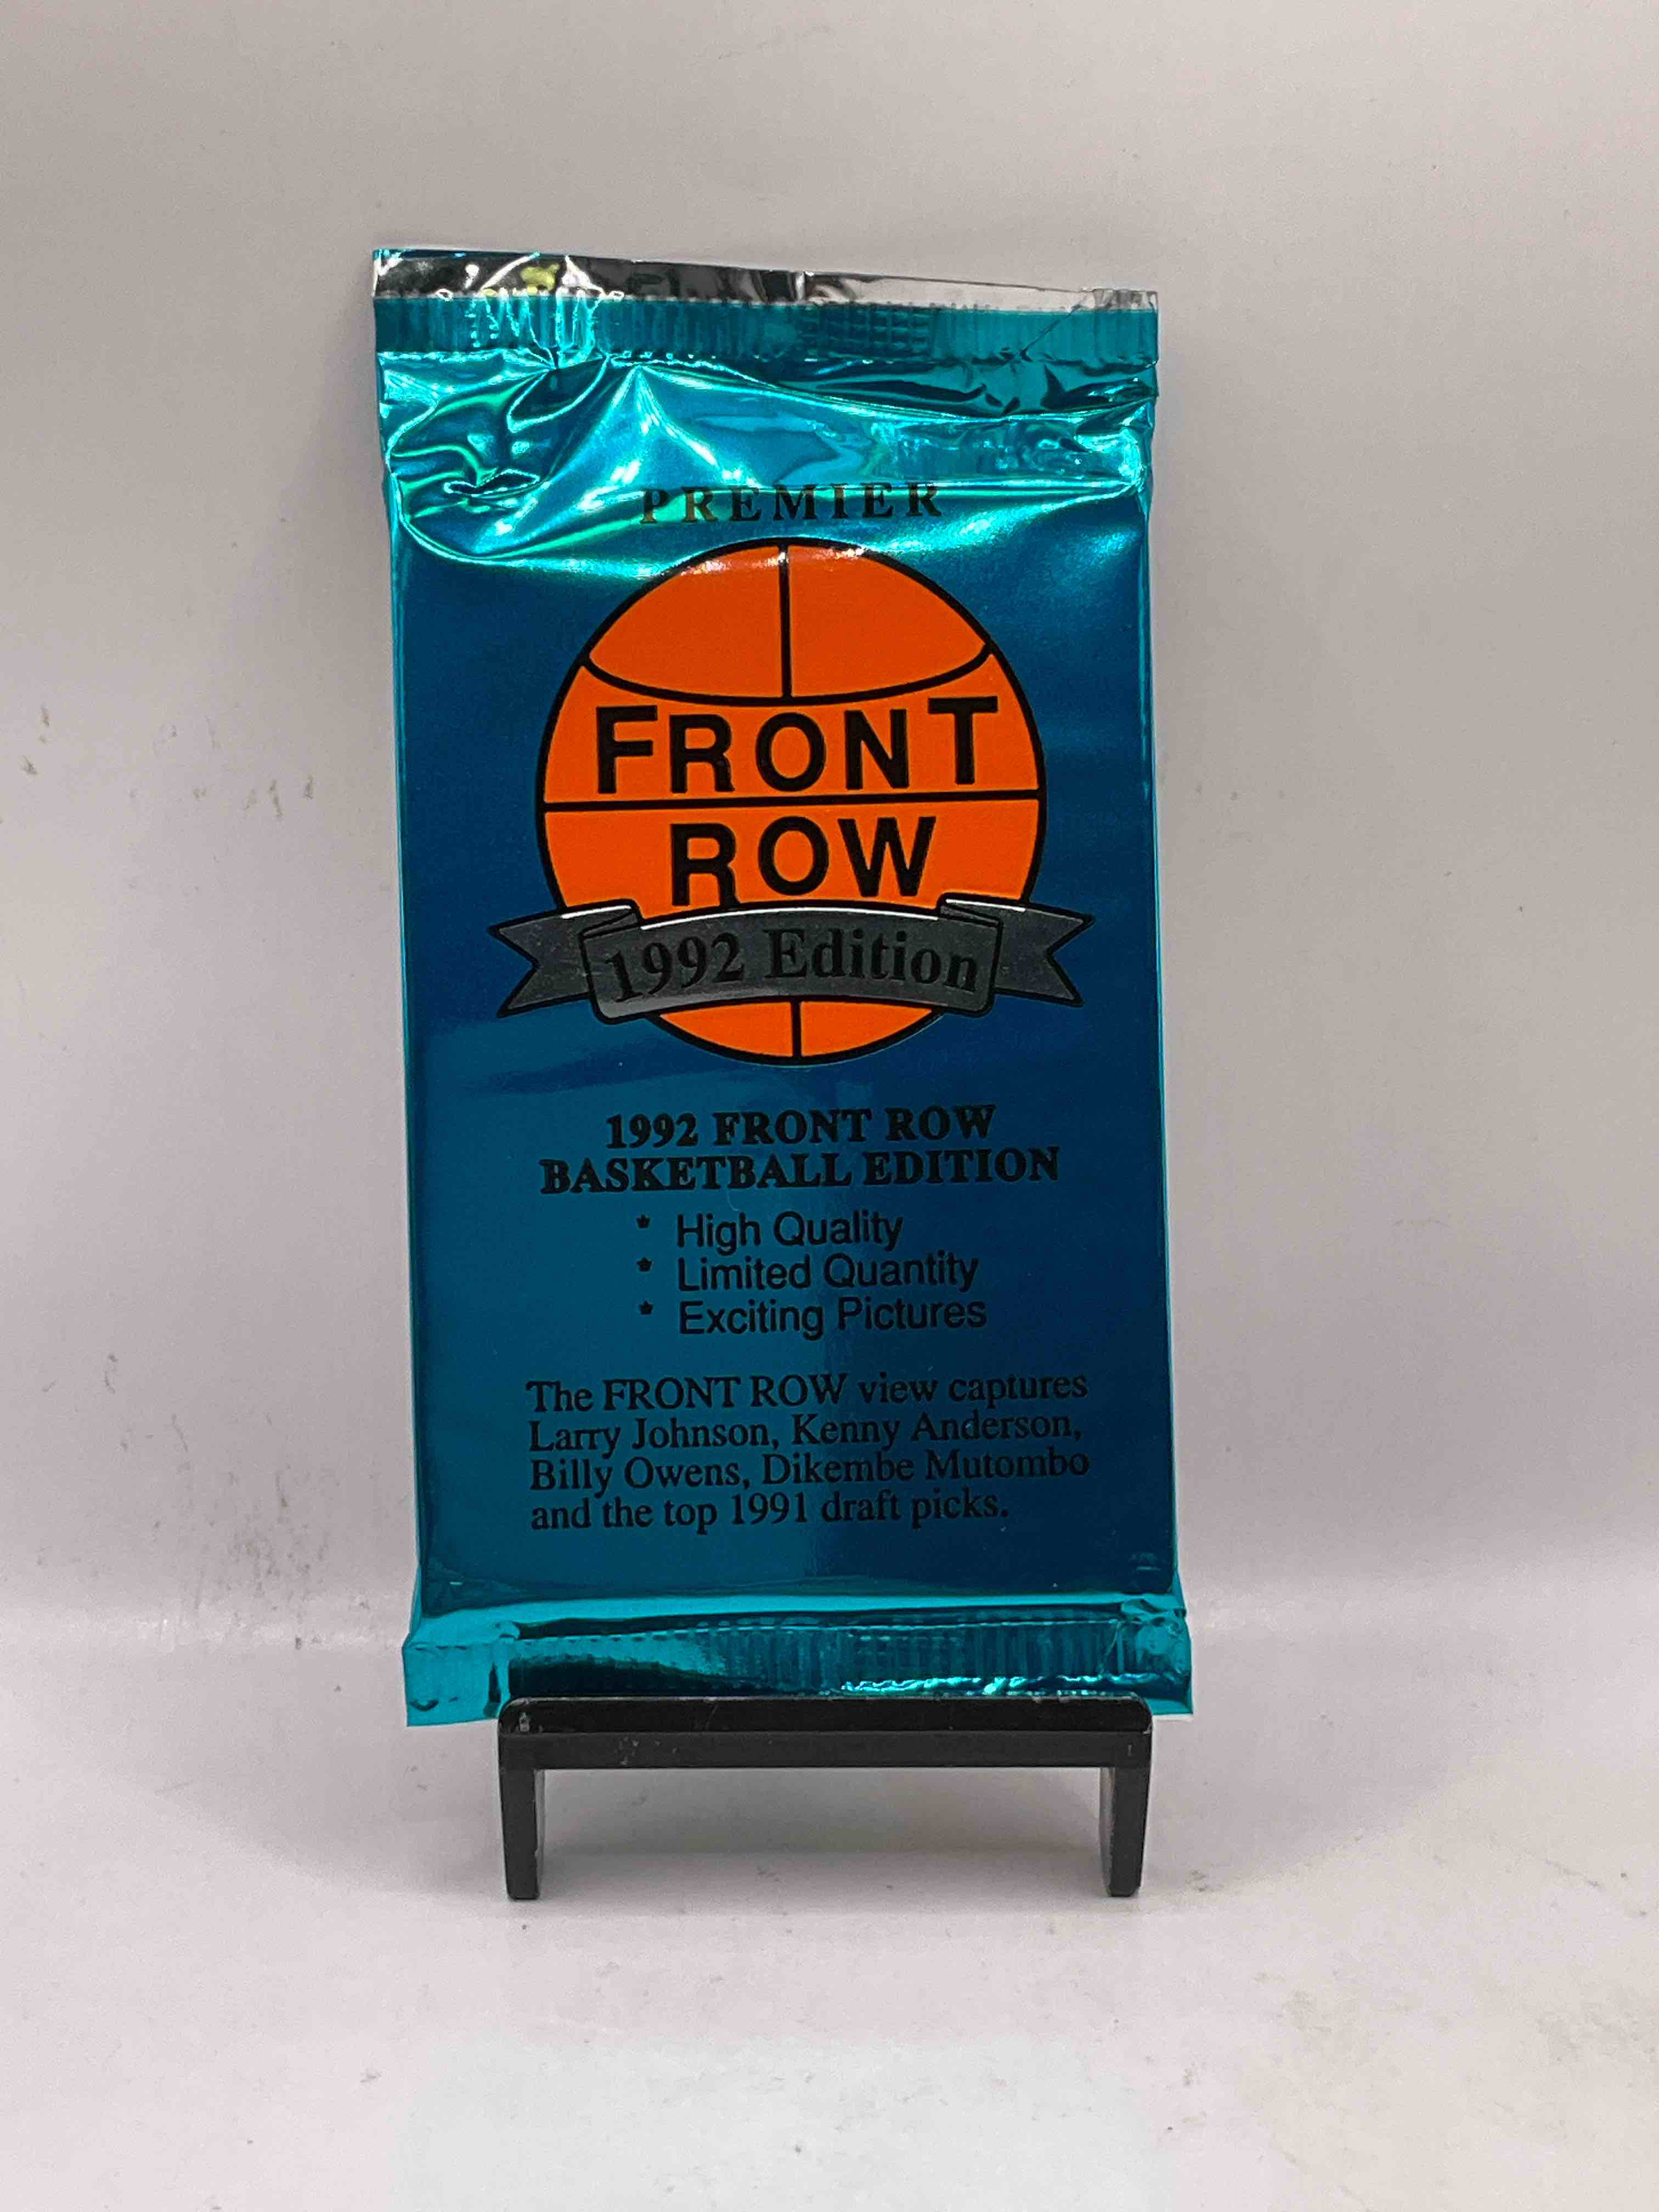 PREMIER
FRONT
ROW
1992 Edition
1992 FRONT ROW
BASKETBALL EDITION
* High Quality
* Limited Quantity
* Exciting Pictures
The FRONT ROW view captures
Larry Johnson, Kenny Anderson,
Billy Owens, Dikembe Mutombo
and the top 1991 draft picks.